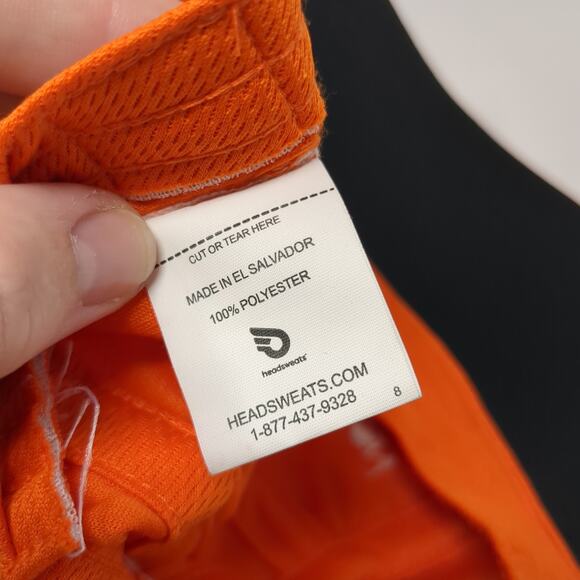 CUT OR TEAR HERE
MADE IN EL SALVADOR
100% POLYESTER
headsweats
HEADSWEATS.COM
1-877-437-9328
8